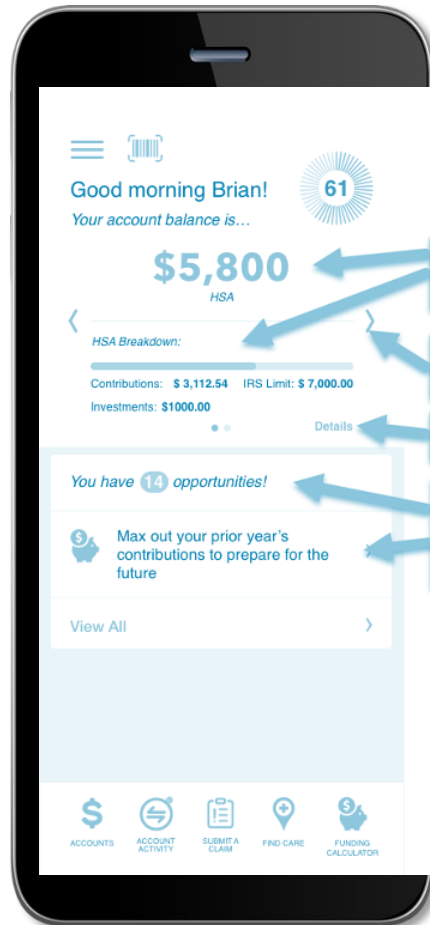 Good morning Brian!
61
Your account balance is...
$5,800
HSA
HSA Breakdown:
Contributions: $ 3,112.54 IRS Limit: $ 7,000.00
Investments: $1000.00
Details
You have 14 opportunities!
Max out your prior year's
contributions to prepare for the
future
View All
ACCOUNTS
ACCOUNT
ACTIVITY
SUBMIT A
CLAIM
FIND CARE
FUNDING
CALCULATOR